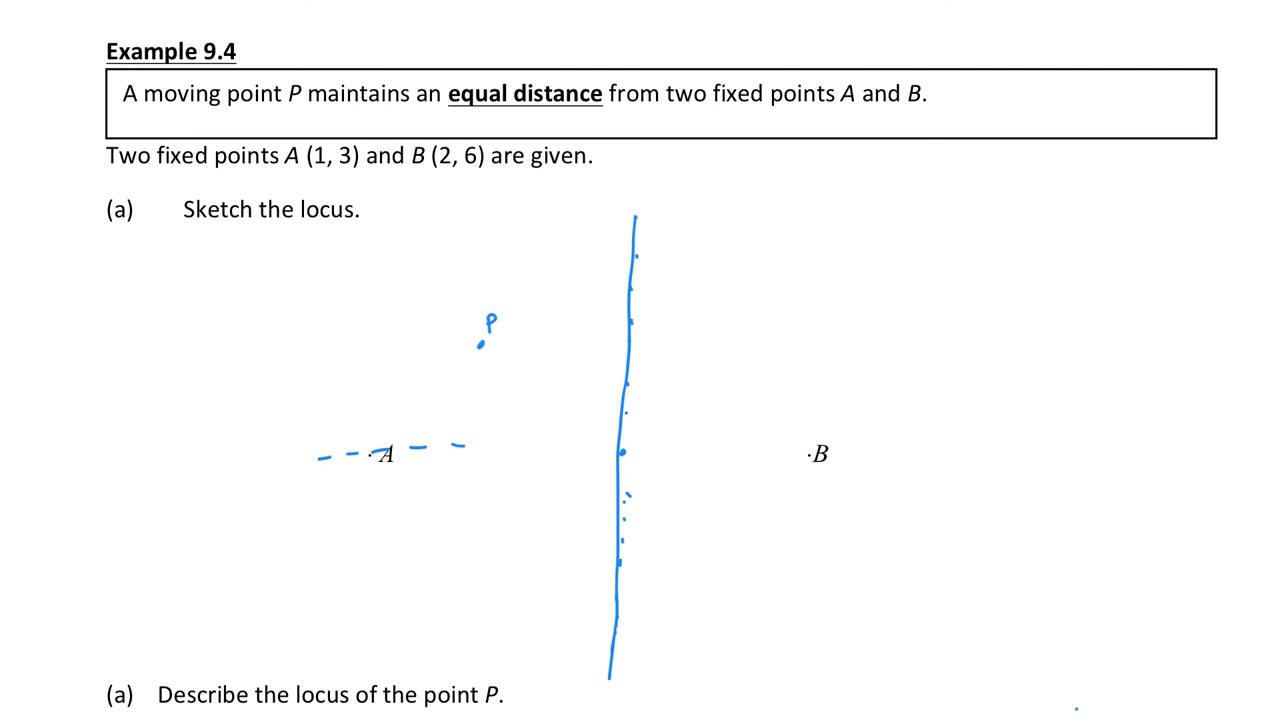 Example 9.4
A moving point P maintains an equal distance from two fixed points A and B.
Two fixed points A (1, 3) and B (2, 6) are given.
(a) Sketch the locus.
P
A
B
(a) Describe the locus of the point P.